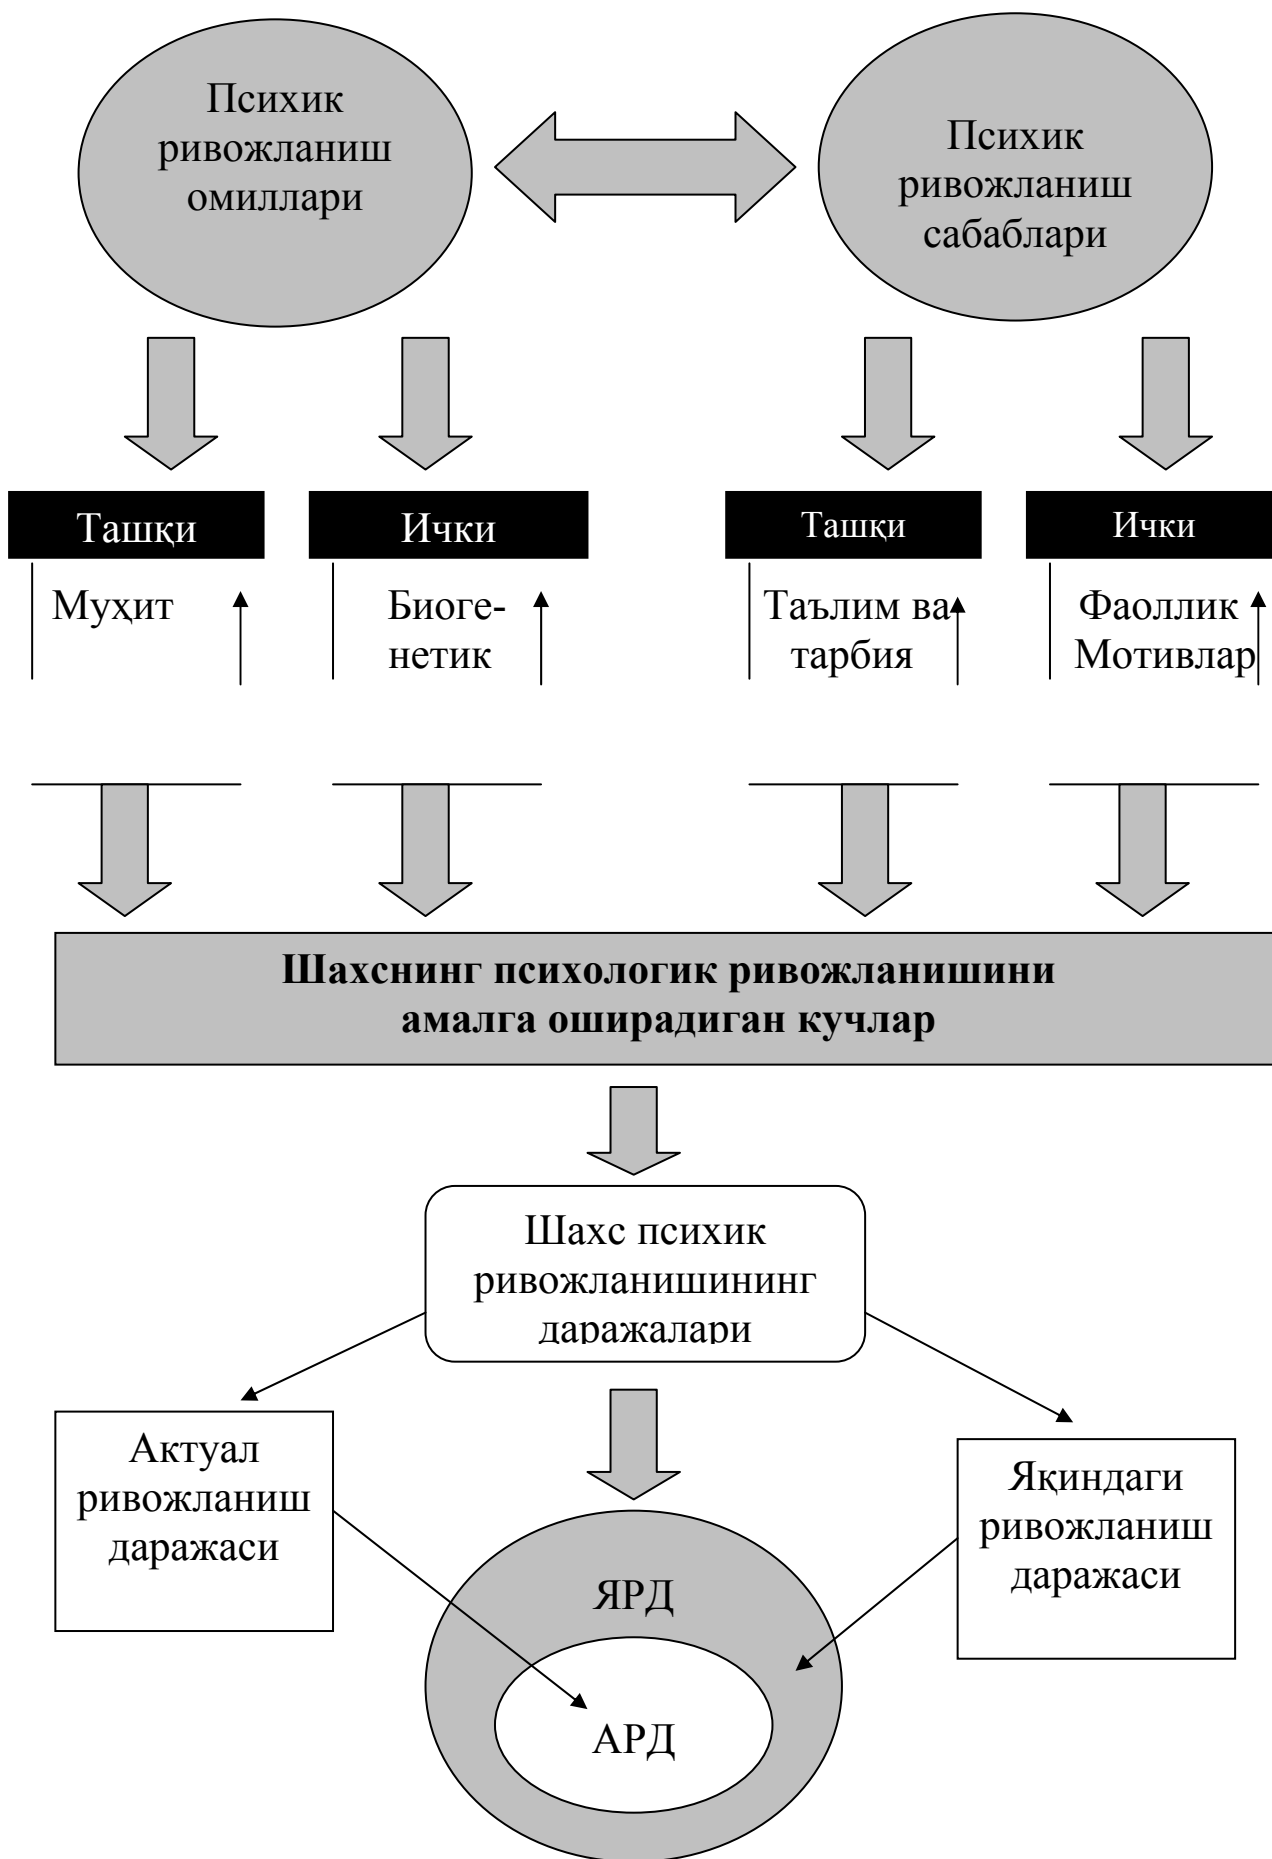 Психик
ривожланиш
омиллари
Психик
ривожланиш
сабаблари
Ташқи
Ички
Ташқи
Ички
Муҳит
Биоге-
нетик
Таълим ва
тарбия
Фаоллик
Мотивлар
Шахснинг психологик ривожланишини
амалга оширадиган кучлар
Шахс психик
ривожланишининг
даражалари
Актуал
ривожланиш
даражаси
Яқиндаги
ривожланиш
даражаси
ЯРД
АРД